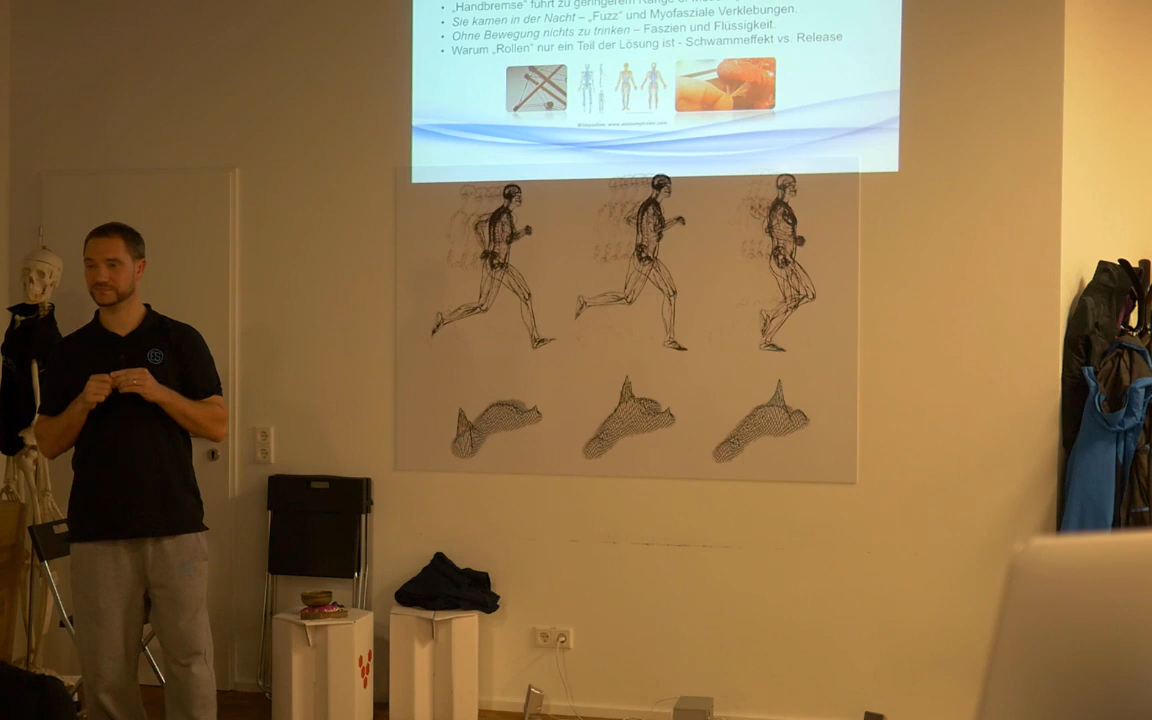 „Handbremse“ führt zu geringerem Range of
Sie kamen in der Nacht – „Fuzz“ und Myofasziale Verklebungen.
Ohne Bewegung nichts zu trinken – Faszien und Flüssigkeit.
Warum „Rollen“ nur ein Teil der Lösung ist - Schwammeffekt vs. Release